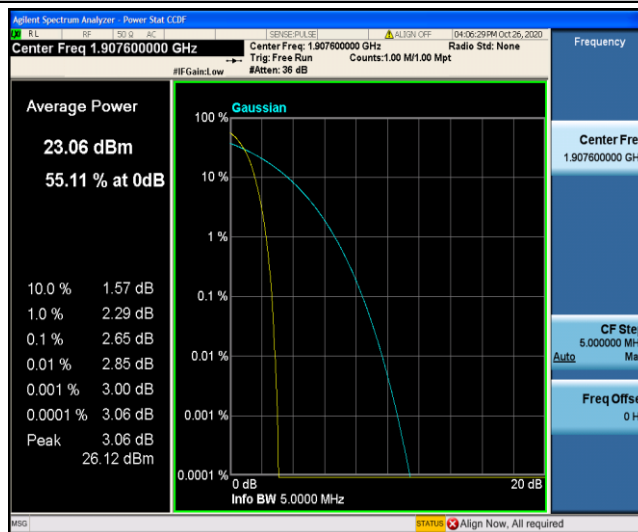 Agilent Spectrum Analyzer - Power Stat CCDF
RL RF 50 Ω AC SENSE:PULSE ALIGN OFF 04:06:29PM Oct 26, 2020
Center Freq 1.907600000 GHz
Center Freq: 1.907600000 GHz Radio Std: None
Trig: Free Run Counts:1.00 M/1.00 Mpt
#IFGain:Low #Atten: 36 dB
Frequency
Average Power
23.06 dBm
55.11 % at 0dB
10.0 % 1.57 dB
1.0 % 2.29 dB
0.1 % 2.65 dB
0.01 % 2.85 dB
0.001 % 3.00 dB
0.0001 % 3.06 dB
Peak 3.06 dB
26.12 dBm
Gaussian
100 %
10 %
1 %
0.1 %
0.01 %
0.001 %
0.0001 %
0 dB 20 dB
Info BW 5.0000 MHz
Center Fre
1.907600000 GH
CF Ste
5.000000 MH
Auto Ma
Freq Offse
0 H
MSG STATUS Align Now, All required